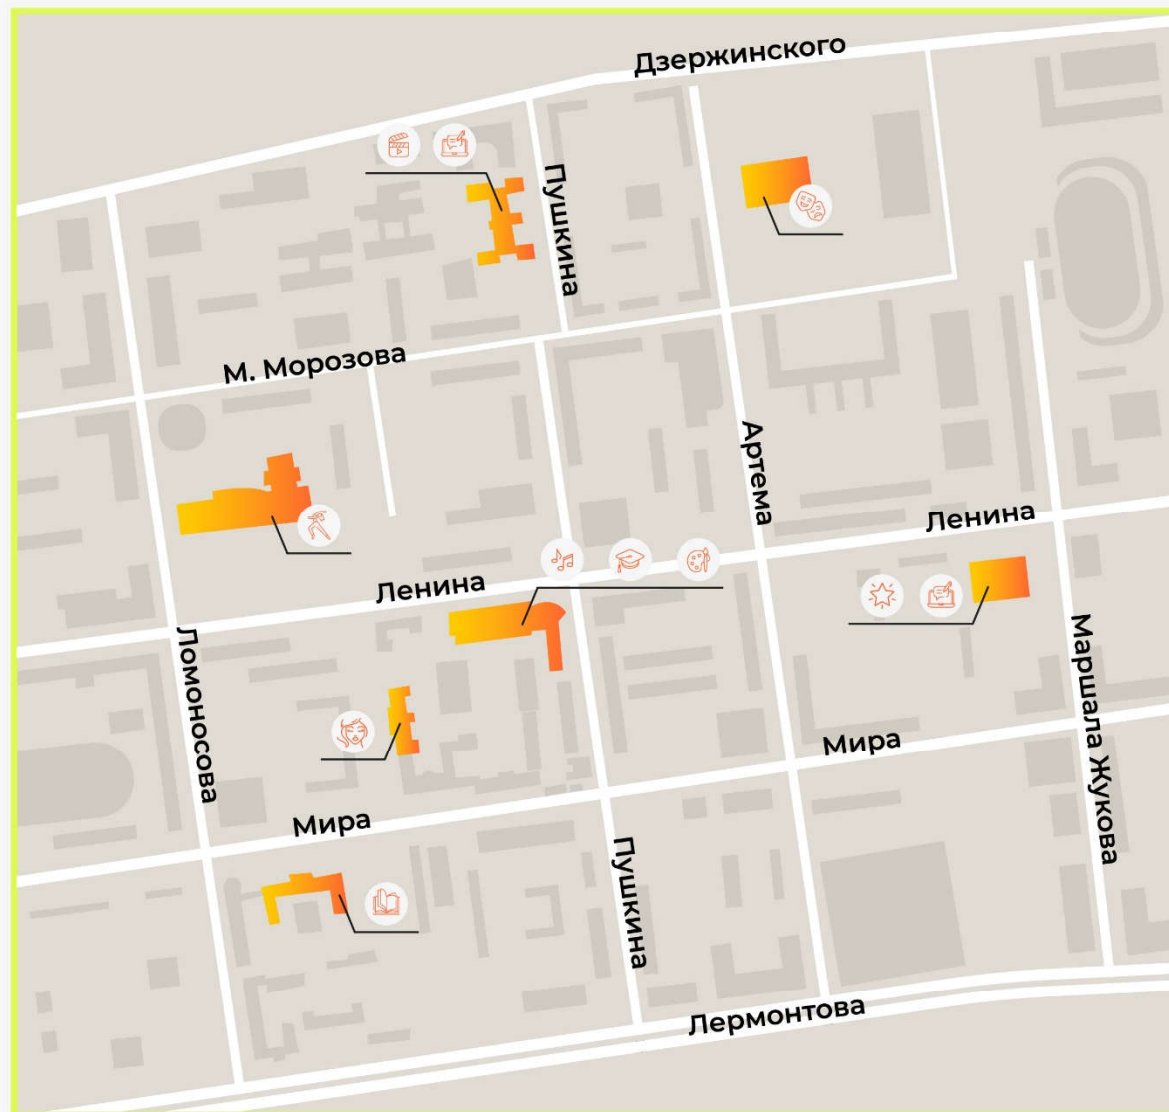 Дзержинского
Пушкина
М. Морозова
Артема
Ленина
Ленина
Ломоносова
Маршала Жукова
Мира
Мира
Пушкина
Лермонтова